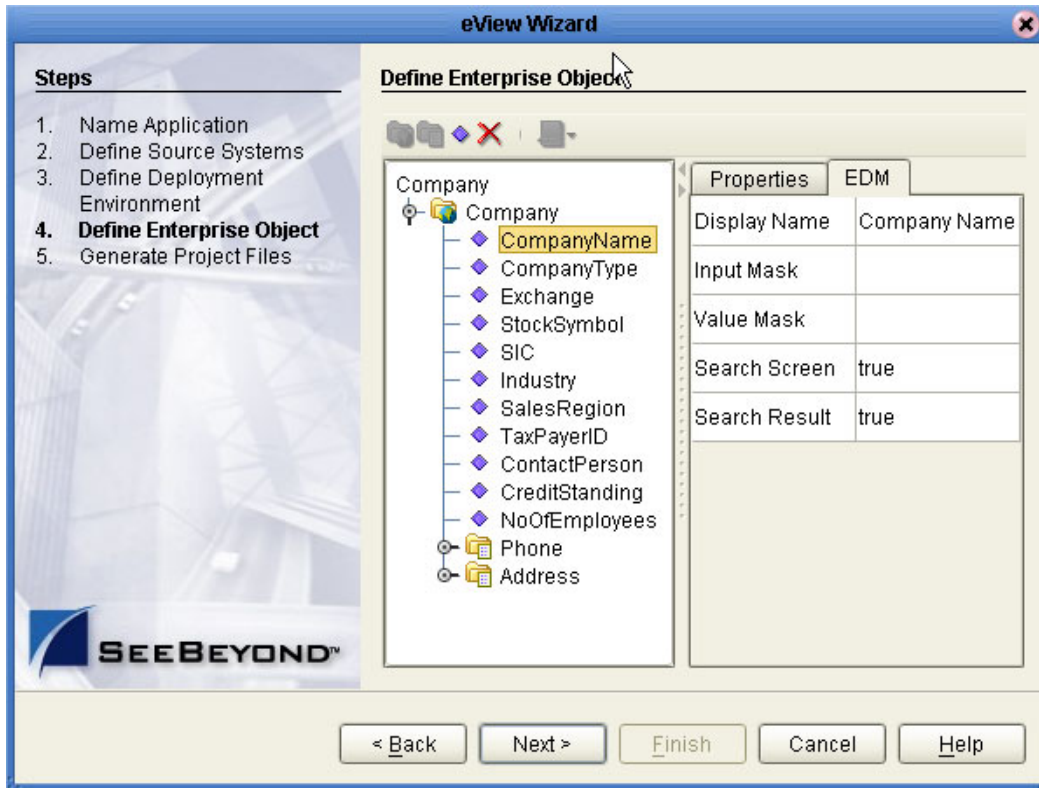 eView Wizard
Steps
1. Name Application
2. Define Source Systems
3. Define Deployment
Environment
4. Define Enterprise Object
5. Generate Project Files
SEEBEYOND™
Define Enterprise Object
Company
Company
CompanyName
CompanyType
Exchange
StockSymbol
SIC
Industry
SalesRegion
TaxPayerID
ContactPerson
CreditStanding
NoOfEmployees
Phone
Address
Properties EDM
Display Name Company Name
Input Mask
Value Mask
Search Screen true
Search Result true
< Back Next > Finish Cancel Help